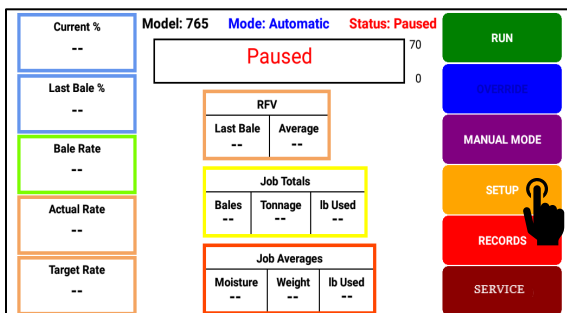 Current %
--
Last Bale %
--
Bale Rate
--
Actual Rate
--
Target Rate
--
Model: 765 Mode: Automatic Status: Paused
Paused
70
0
RFV
Last Bale Average
-- --
Job Totals
Bales Tonnage lb Used
-- -- --
Job Averages
Moisture Weight lb Used
-- -- --
RUN
OVERRIDE
MANUAL MODE
SETUP
RECORDS
SERVICE